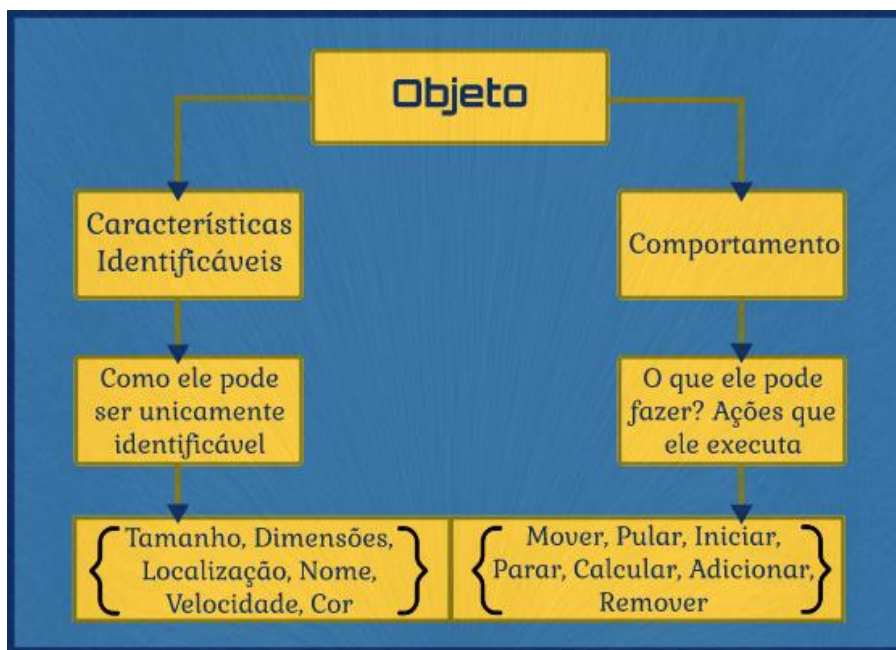 Objeto
Característícas
Identificáveis
Como ele pode
ser unicamente
identificável
Tamanho, Dimensões,
Localização, Nome,
Velocidade, Cor
Comportamento
O que ele pode
fazer? Ações que
ele executa
Mover, Pular, Iniciar,
Parar, Calcular, Adicionar,
Remover